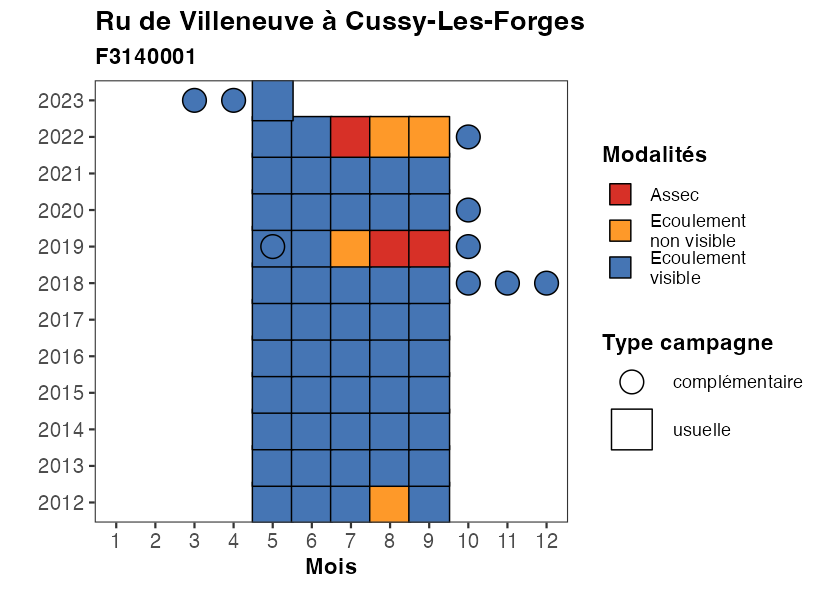 Ru de Villeneuve à Cussy-Les-Forges
F3140001
2023
2022
2021
2020
2019
2018
2017
2016
2015
2014
2013
2012
1 2 3 4 5 6 7 8 9 10 11 12
Mois
Modalités
Assec
Ecoulement
non visible
Ecoulement
visible
Type campagne
complémentaire
usuelle